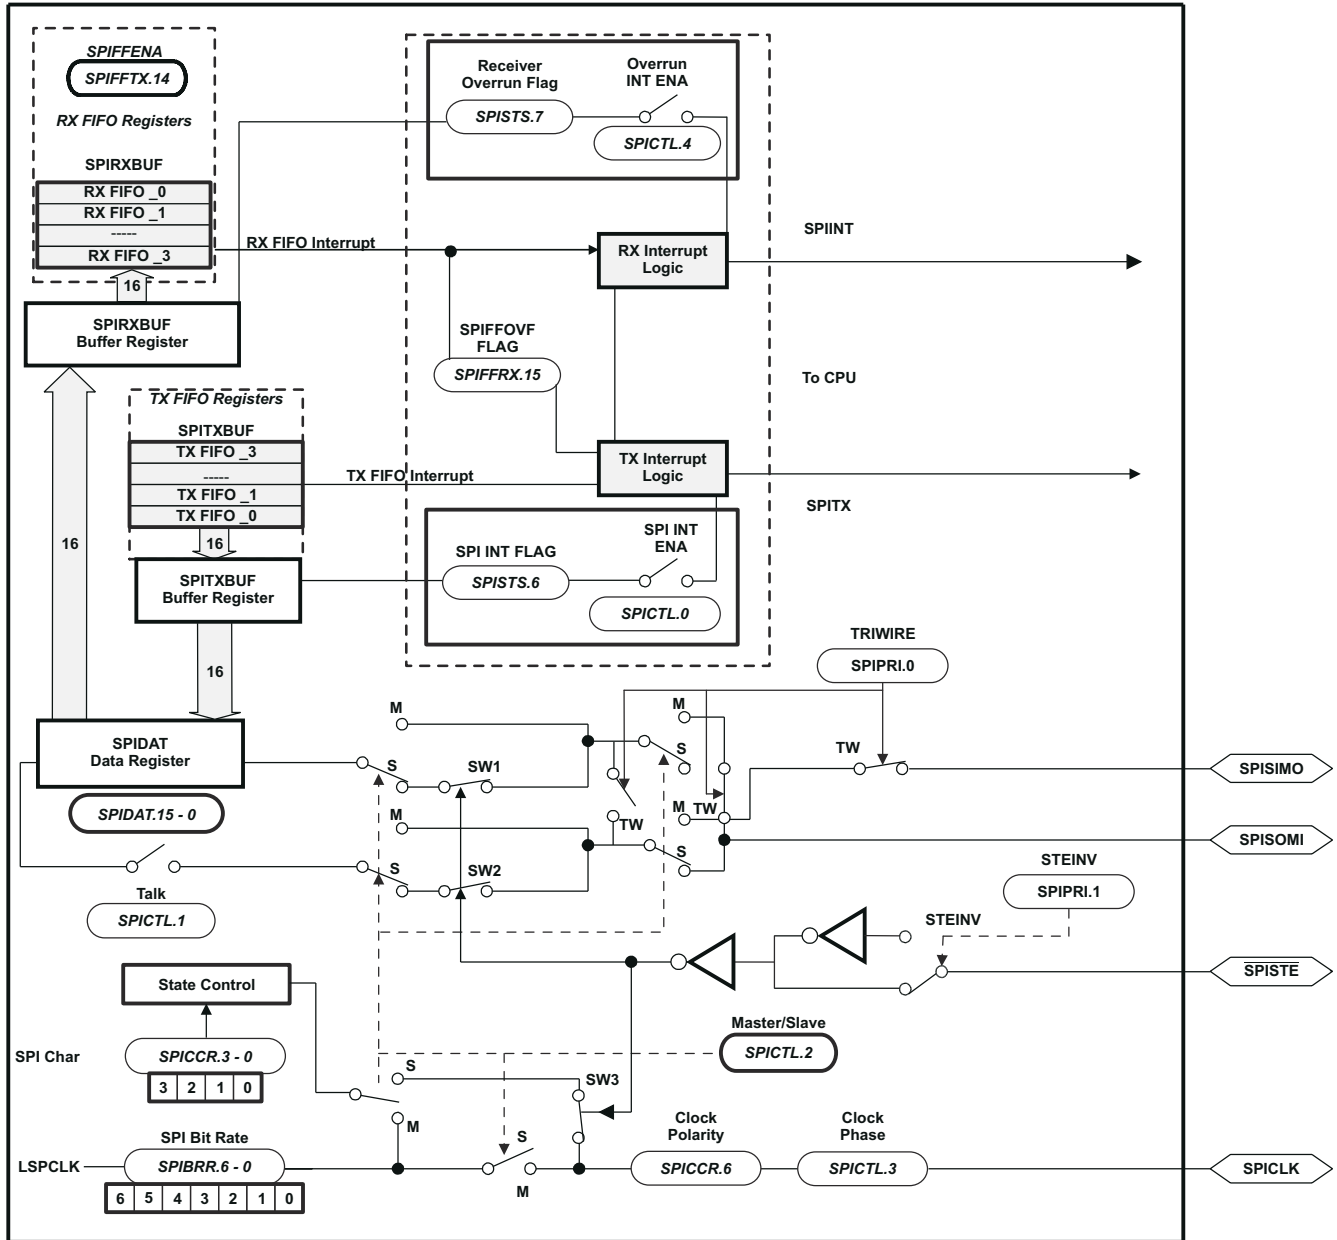 SPIFFENA
SPIFFTX.14
RX FIFO Registers
SPIRXBUF
RX FIFO _0
RX FIFO _1
-----
RX FIFO _3
16
SPIRXBUF
Buffer Register
RX FIFO Interrupt
Receiver
Overrun Flag
SPISTS.7
Overrun
INT ENA
SPICTL.4
RX Interrupt
Logic
SPIINT
SPIFFOVF
FLAG
SPIFFRX.15
To CPU
TX FIFO Registers
SPITXBUF
TX FIFO _3
-----
TX FIFO _1
TX FIFO _0
16
16
TX FIFO Interrupt
TX Interrupt
Logic
SPITX
SPITXBUF
Buffer Register
SPI INT FLAG
SPISTS.6
SPI INT
ENA
SPICTL.0
16
TRIWIRE
SPIPRI.0
SPIDAT
Data Register
SPIDAT.15 - 0
M
S
SW1
M
S
TW
SPISIMO
M
TW
TW
M
S
SW2
S
SPISOMI
Talk
SPICTL.1
STEINV
SPIPRI.1
STEINV
SPISTE
State Control
SPI Char
SPICCR.3 - 0
3 2 1 0
Master/Slave
SPICTL.2
S
M
SW3
LSPCLK
SPI Bit Rate
SPIBRR.6 - 0
6 5 4 3 2 1 0
S
M
Clock
Polarity
SPICCR.6
Clock
Phase
SPICTL.3
SPICLK